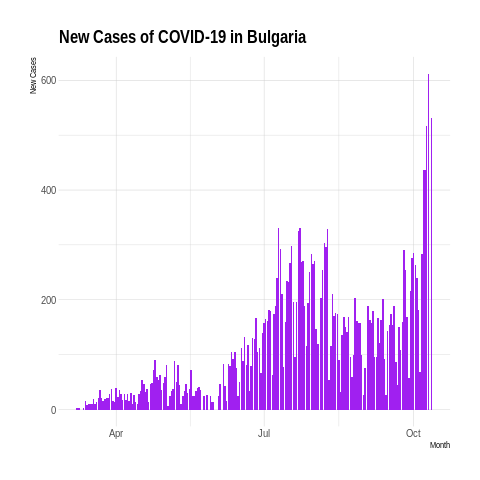 New Cases of COVID-19 in Bulgaria
New Cases
600
400
200
0
Apr
Jul
Oct
Month